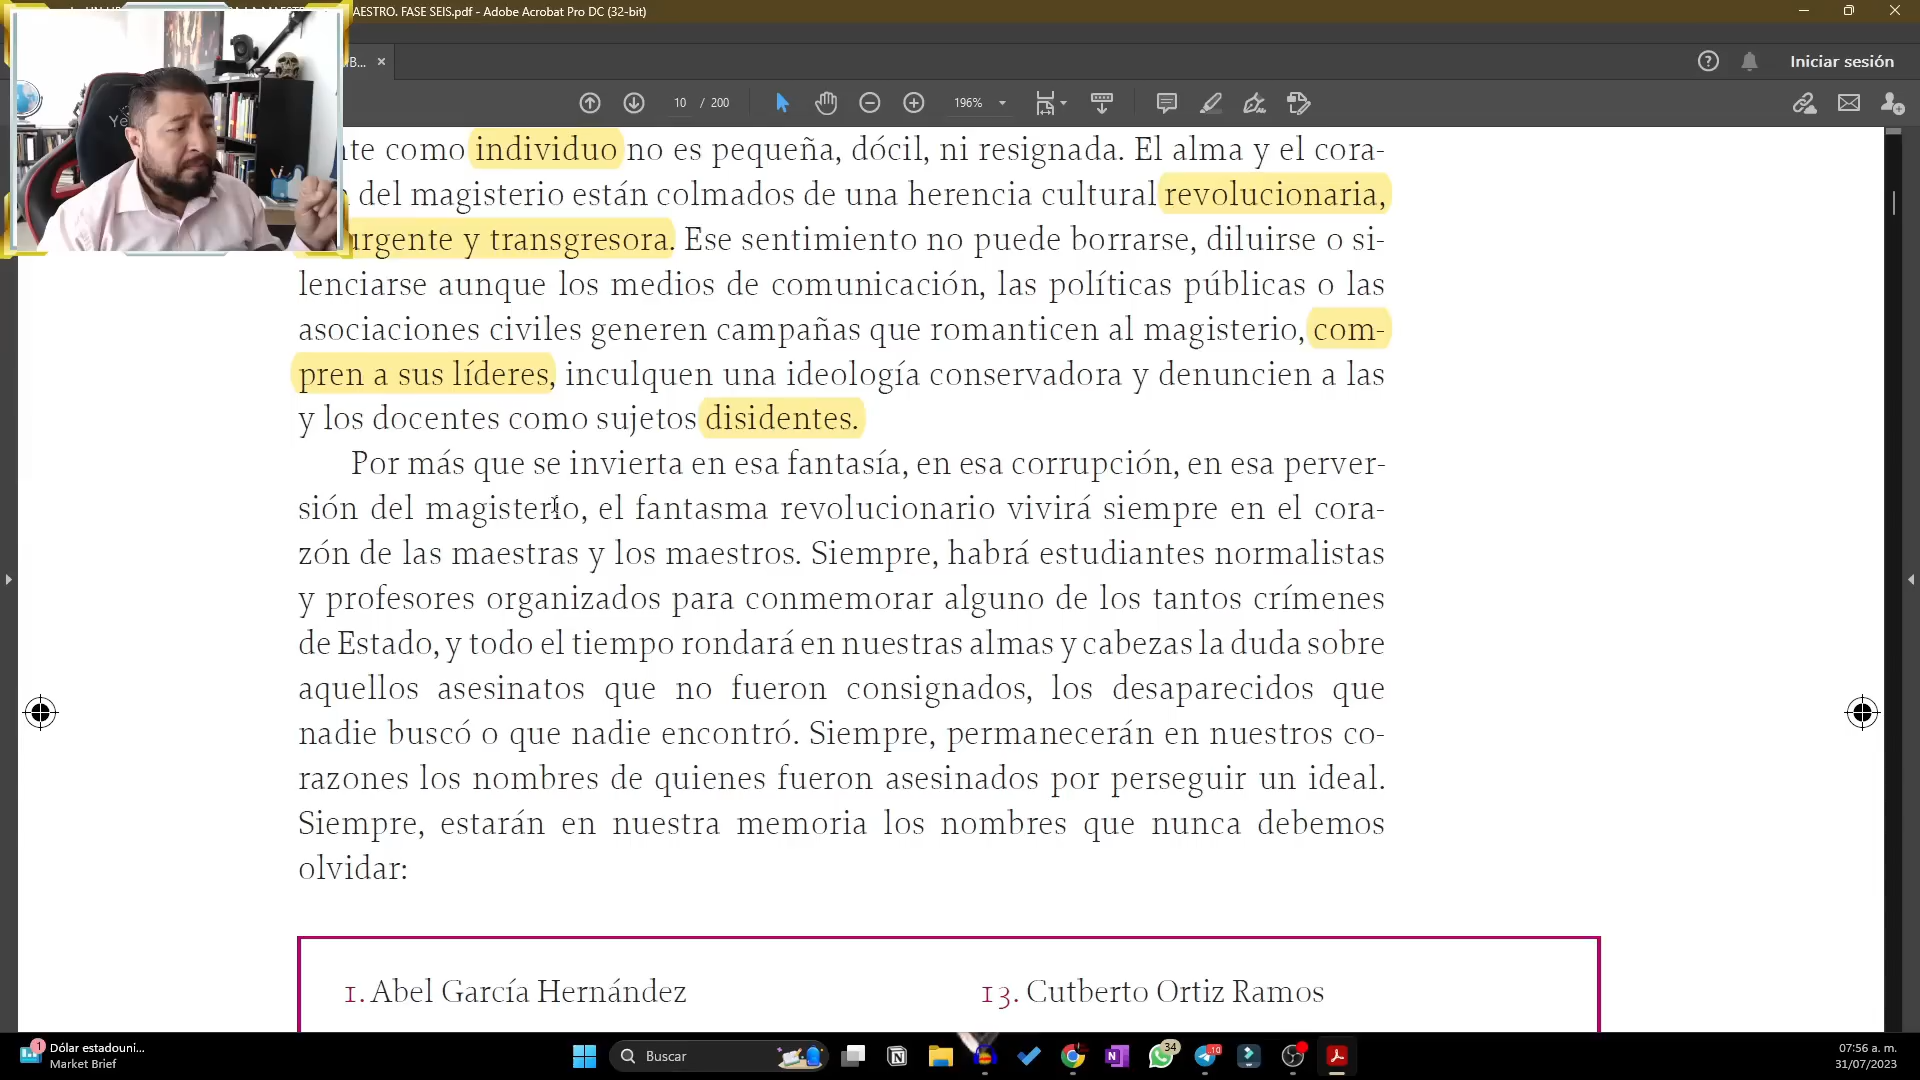 AESTRO. FASE SEIS.pdf - Adobe Acrobat Pro DC (32-bit)
B... ×
Iniciar sesión
10 / 200
196%
nte como individuo no es pequeña, dócil, ni resignada. El alma y el cora-
del magisterio están colmados de una herencia cultural revolucionaria,
urgente y transgresora. Ese sentimiento no puede borrarse, diluirse o si-
lenciarse aunque los medios de comunicación, las políticas públicas o las
asociaciones civiles generen campañas que romanticen al magisterio, com-
pren a sus líderes, inculquen una ideología conservadora y denuncien a las
y los docentes como sujetos disidentes.
Por más que se invierta en esa fantasía, en esa corrupción, en esa perver-
sión del magisterio, el fantasma revolucionario vivirá siempre en el cora-
zón de las maestras y los maestros. Siempre, habrá estudiantes normalistas
y profesores organizados para conmemorar alguno de los tantos crímenes
de Estado, y todo el tiempo rondará en nuestras almas y cabezas la duda sobre
aquellos asesinatos que no fueron consignados, los desaparecidos que
nadie buscó o que nadie encontró. Siempre, permanecerán en nuestros co-
razones los nombres de quienes fueron asesinados por perseguir un ideal.
Siempre, estarán en nuestra memoria los nombres que nunca debemos
olvidar:
1. Abel García Hernández
13. Cutberto Ortiz Ramos
1
Dólar estadouni...
Market Brief
Buscar
34
10
07:56 a. m.
31/07/2023